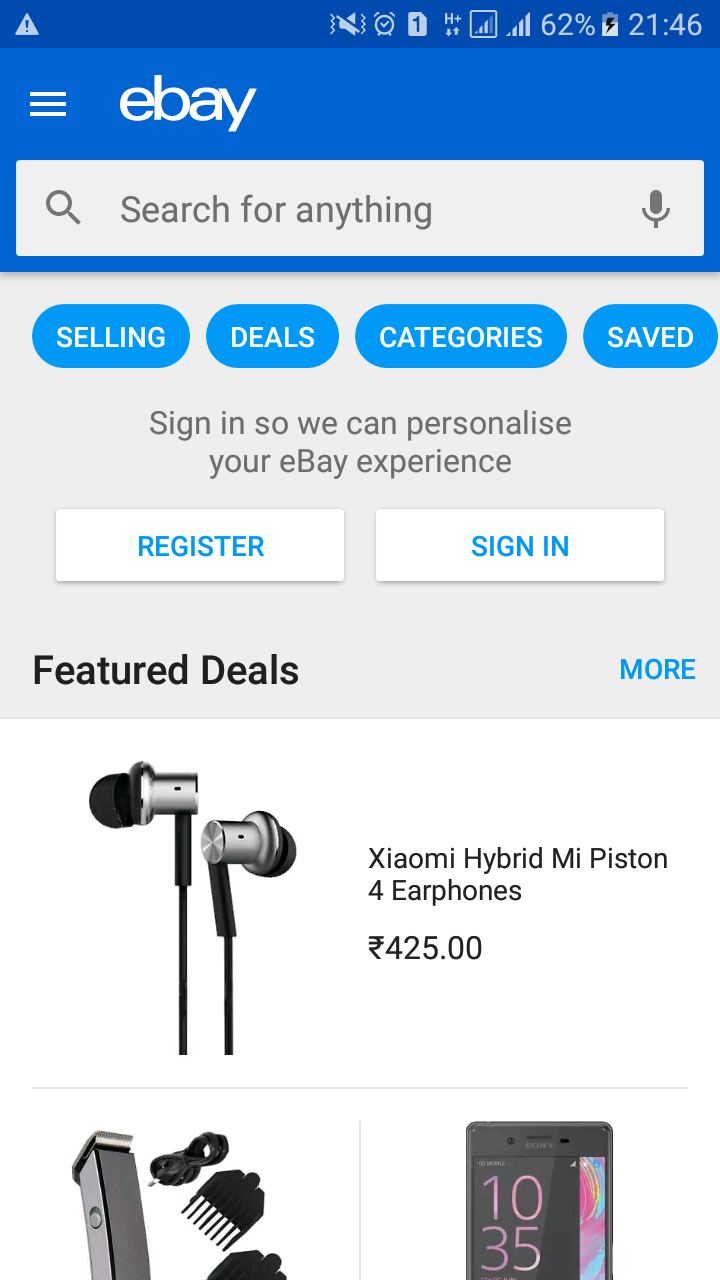 1 H+ 62% 21:46
ebay
Search for anything
SELLING DEALS CATEGORIES SAVED
Sign in so we can personalise
your eBay experience
REGISTER SIGN IN
Featured Deals MORE
Xiaomi Hybrid Mi Piston
4 Earphones
₹425.00
SONY
10
35